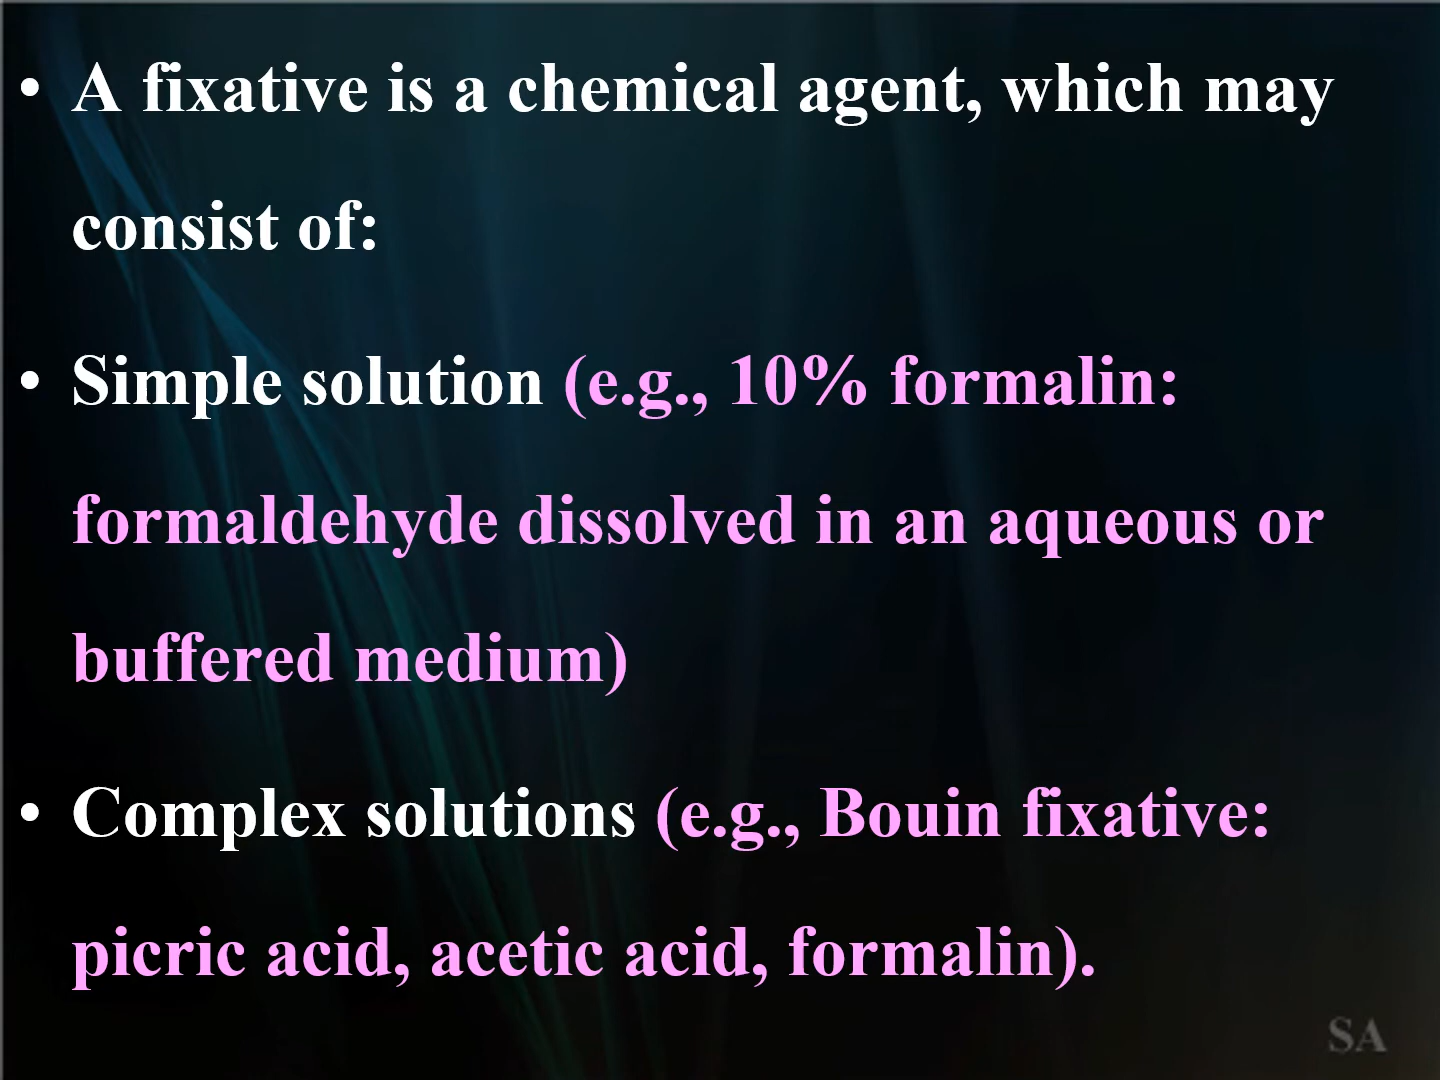 • A fixative is a chemical agent, which may
consist of:
• Simple solution (e.g., 10% formalin:
formaldehyde dissolved in an aqueous or
buffered medium)
• Complex solutions (e.g., Bouin fixative:
picric acid, acetic acid, formalin).
SA